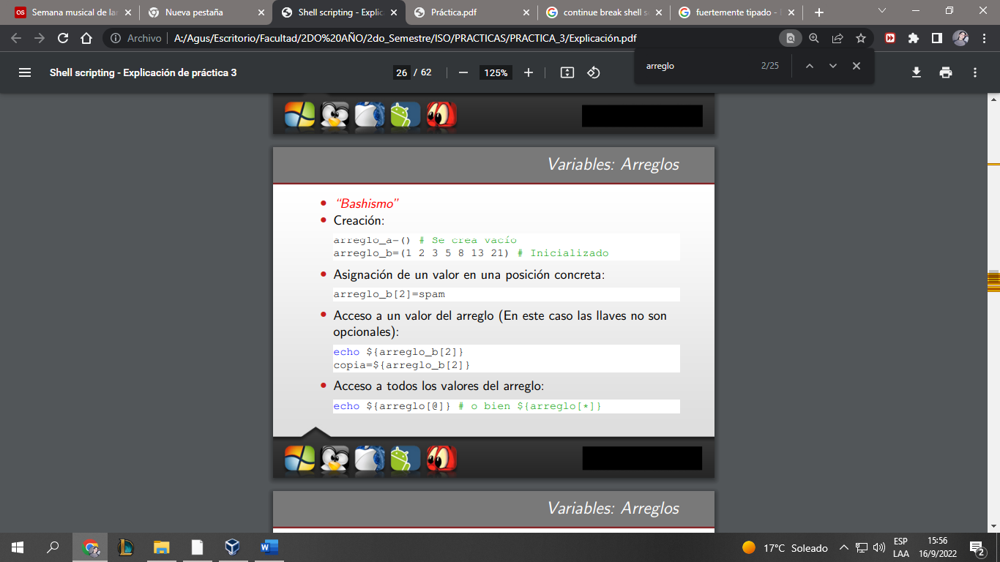 Semana musical de lar
Nueva pestaña
Shell scripting - Explic
Práctica.pdf
continue break shell s
fuertemente tipado -
Archivo
A:/Agus/Escritorio/Facultad/2DO%20AÑO/2do_Semestre/ISO/PRACTICAS/PRACTICA_3/Explicación.pdf
Shell scripting - Explicación de práctica 3
26 / 62
125%
arreglo
2/25
Variables: Arreglos
“Bashismo”
Creación:
arreglo_a=() # Se crea vacío
arreglo_b=(1 2 3 5 8 13 21) # Inicializado
Asignación de un valor en una posición concreta:
arreglo_b[2]=spam
Acceso a un valor del arreglo (En este caso las llaves no son
opcionales):
echo ${arreglo_b[2]}
copia=${arreglo_b[2]}
Acceso a todos los valores del arreglo:
echo ${arreglo[@]} # o bien ${arreglo[*]}
Variables: Arreglos
17°C Soleado
ESP
LAA
15:56
16/9/2022
2